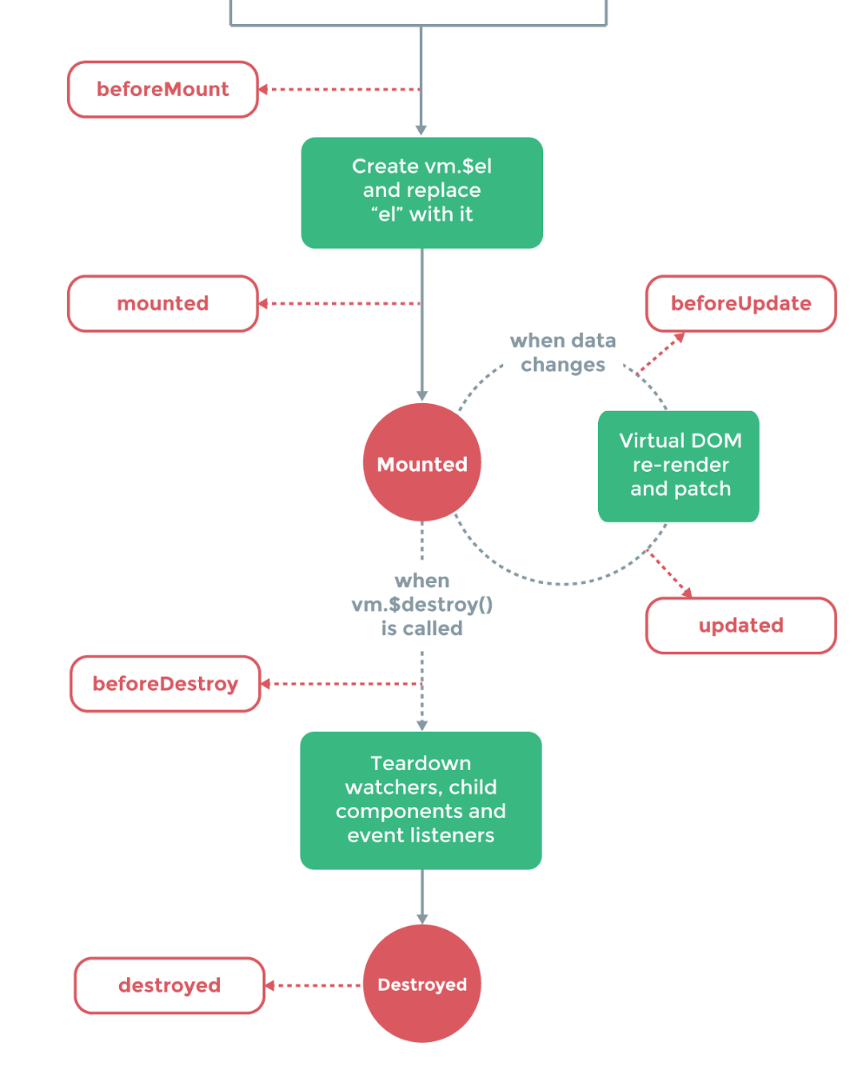 beforeMount
Create vm.$el
and replace
“el” with it
mounted
beforeUpdate
when data
changes
Virtual DOM
re-render
and patch
Mounted
when
vm.$destroy()
is called
updated
beforeDestroy
Teardown
watchers, child
components and
event listeners
destroyed
Destroyed